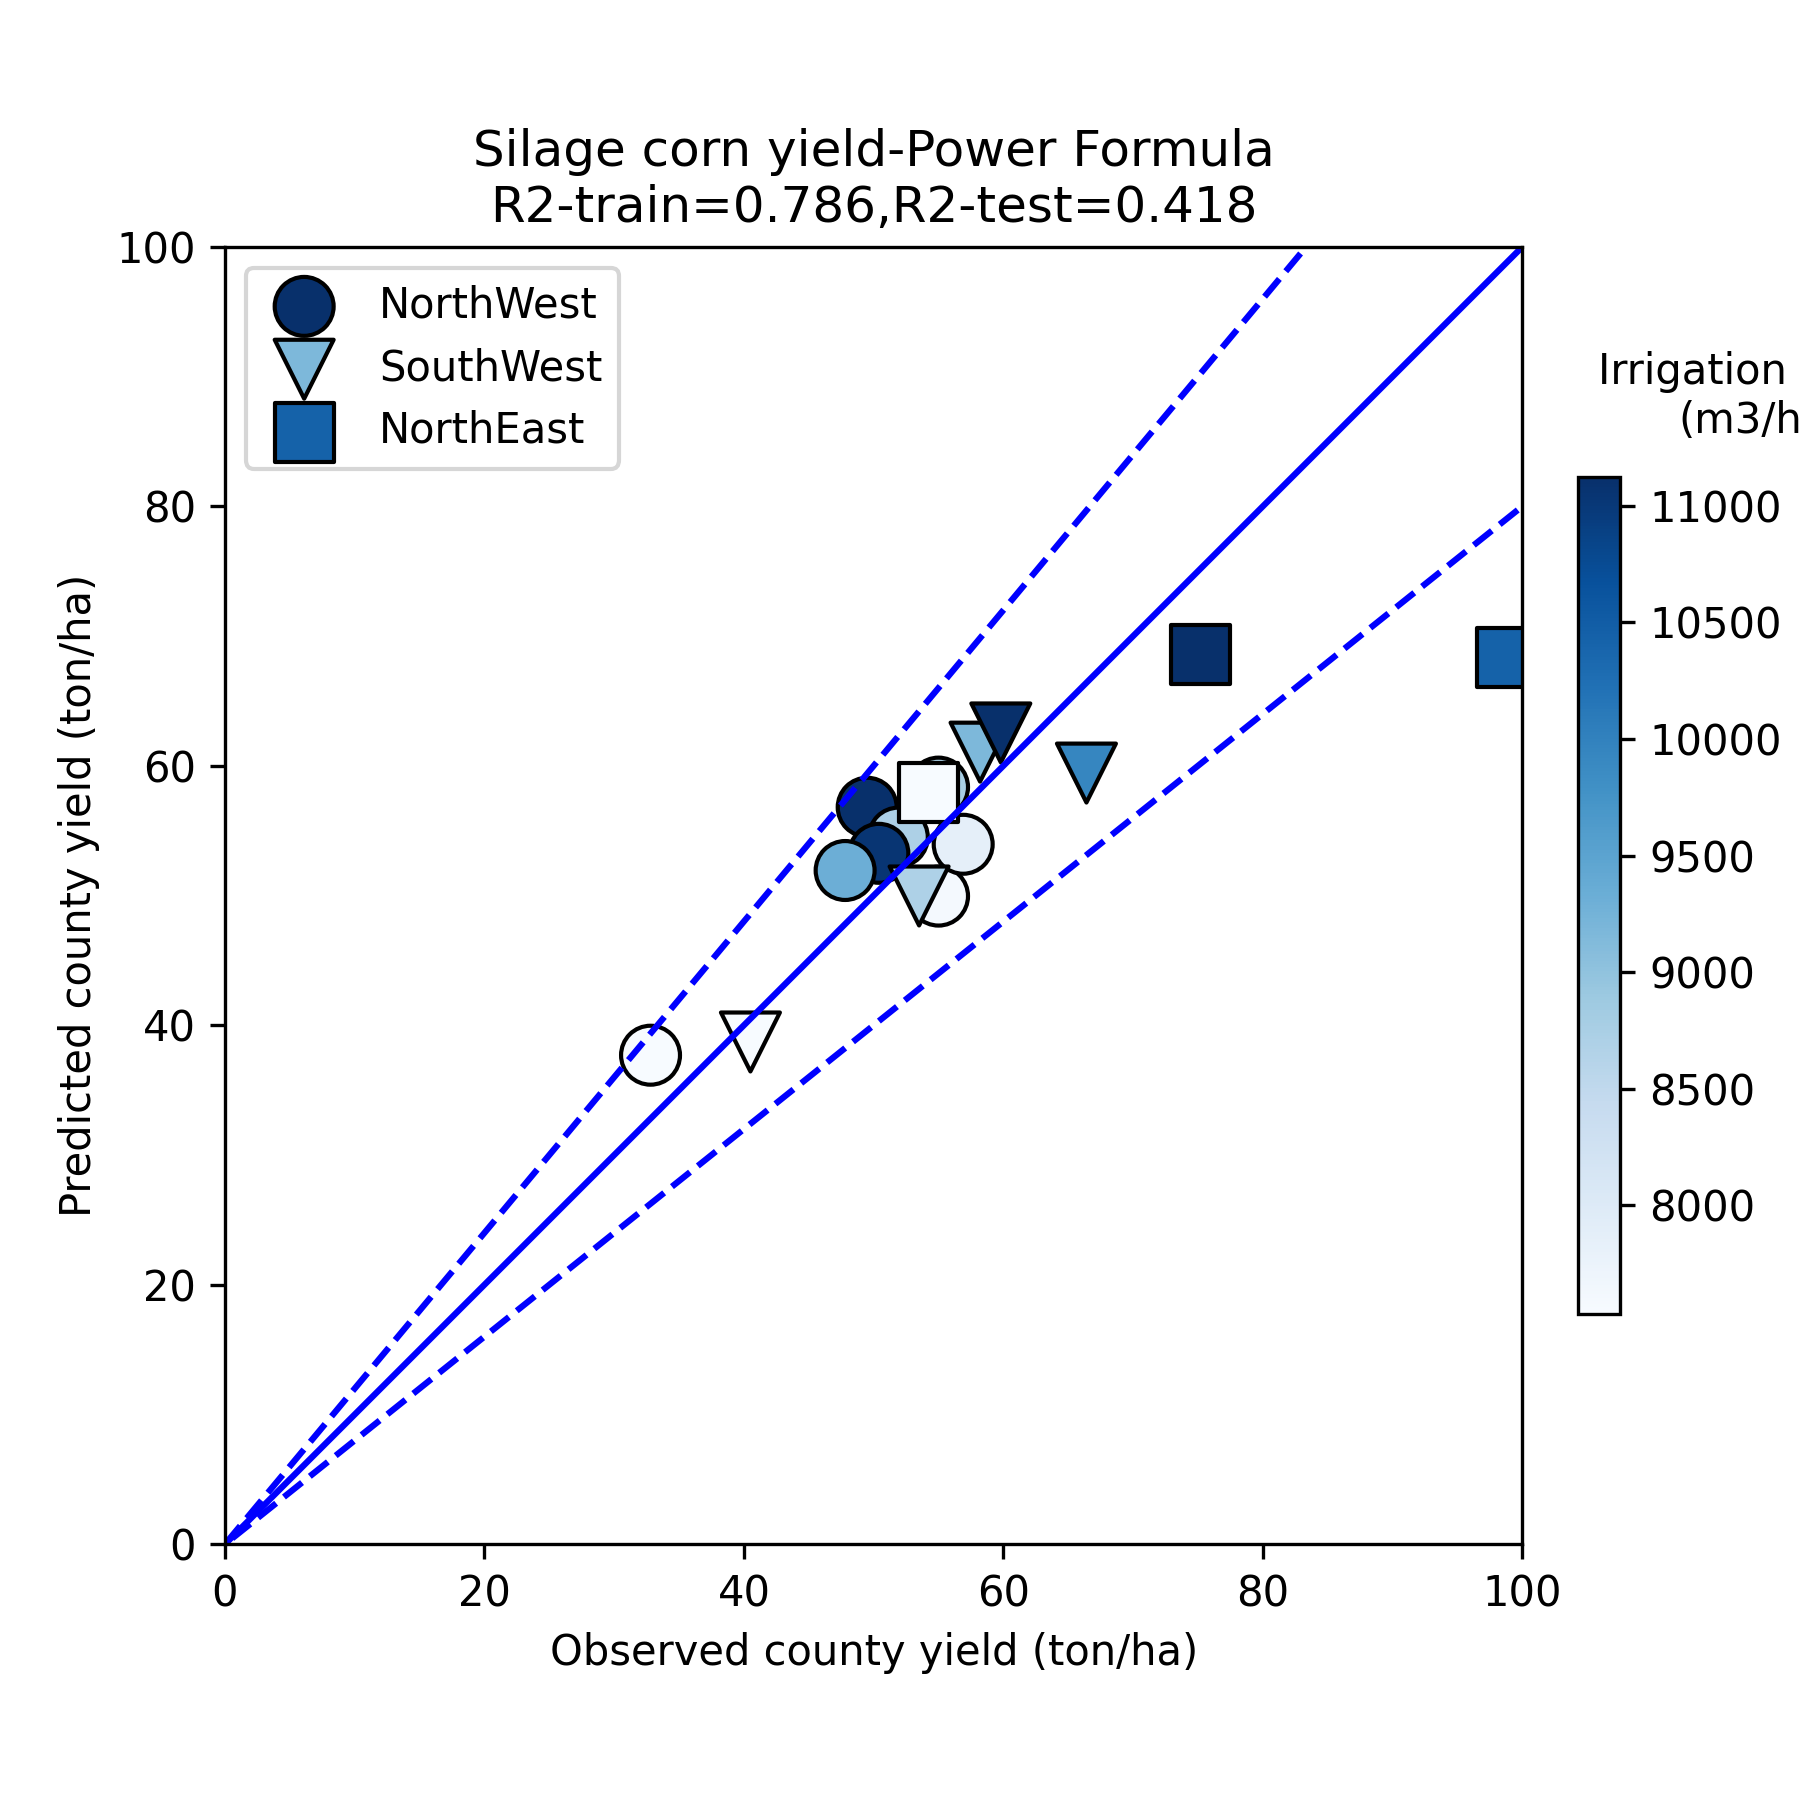 Silage corn yield-Power Formula
R2-train=0.786,R2-test=0.418
NorthWest
SouthWest
NorthEast
Predicted county yield (ton/ha)
100
80
60
40
20
0
0 20 40 60 80 100
Observed county yield (ton/ha)
Irrigation
(m3/h
11000
10500
10000
9500
9000
8500
8000